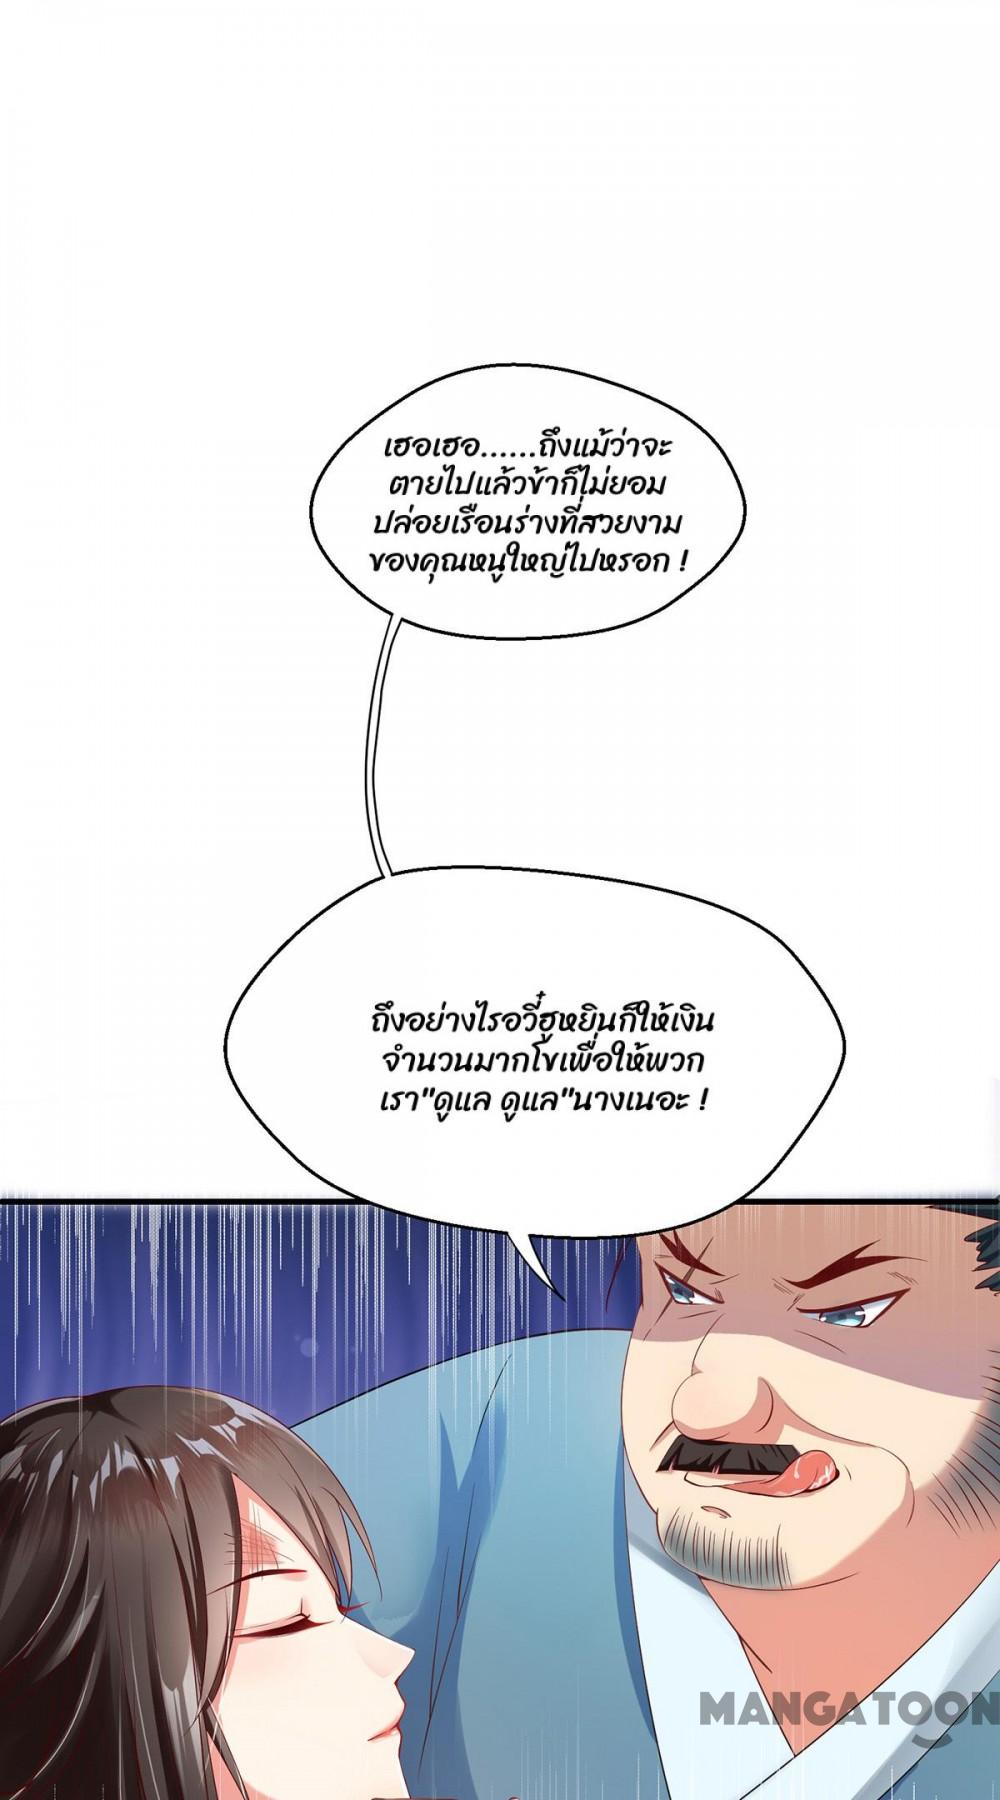 เฮอเฮอ......ถึงแม้ว่าจะ
ตายไปแล้วข้าก็ไม่ยอม
ปล่อยเรือนร่างที่สวยงาม
ของคุณหนูใหญ่ไปหรอก !
ถึงอย่างไรอวี๋ฮูหยินก็ให้เงิน
จำนวนมากโขเพื่อให้พวก
เรา"ดูแล ดูแล"นางเนอะ !
MANGATOON